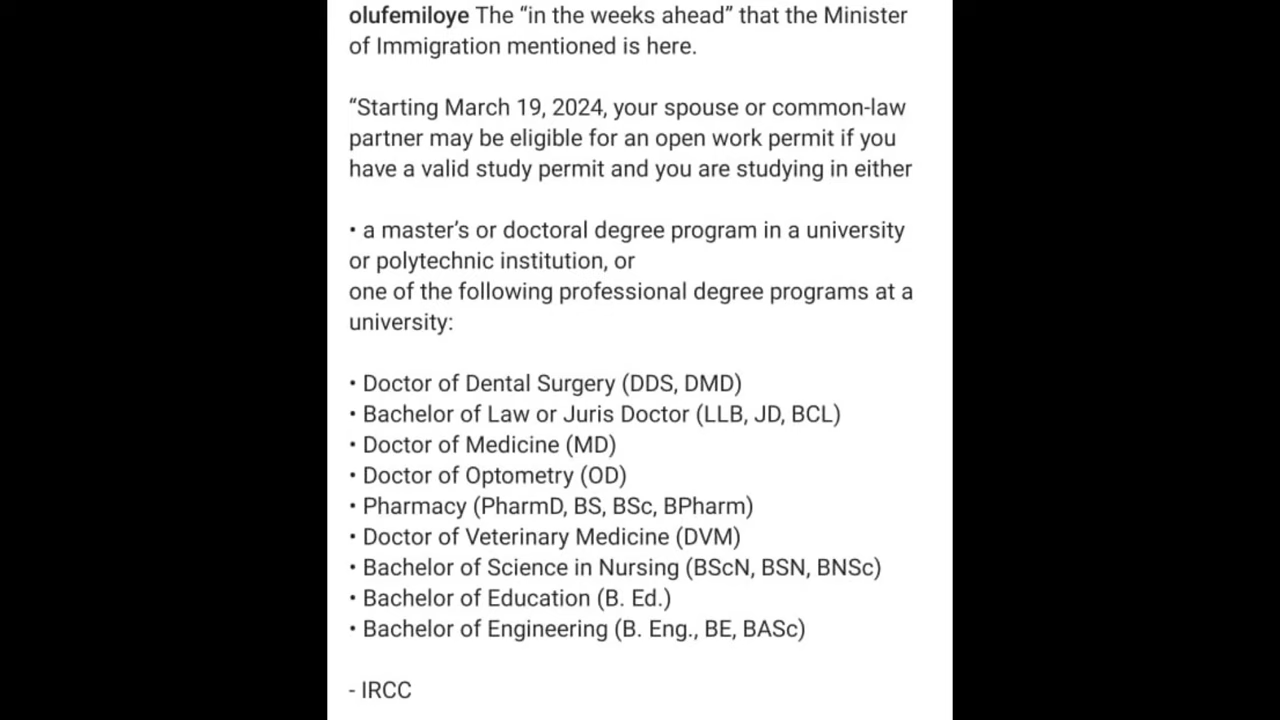 olufemiloye The “in the weeks ahead” that the Minister
of Immigration mentioned is here.
“Starting March 19, 2024, your spouse or common-law
partner may be eligible for an open work permit if you
have a valid study permit and you are studying in either
• a master's or doctoral degree program in a university
or polytechnic institution, or
one of the following professional degree programs at a
university:
• Doctor of Dental Surgery (DDS, DMD)
• Bachelor of Law or Juris Doctor (LLB, JD, BCL)
• Doctor of Medicine (MD)
• Doctor of Optometry (OD)
• Pharmacy (PharmD, BS, BSc, BPharm)
• Doctor of Veterinary Medicine (DVM)
• Bachelor of Science in Nursing (BScN, BSN, BNSc)
• Bachelor of Education (B. Ed.)
• Bachelor of Engineering (B. Eng., BE, BASc)
- IRCC